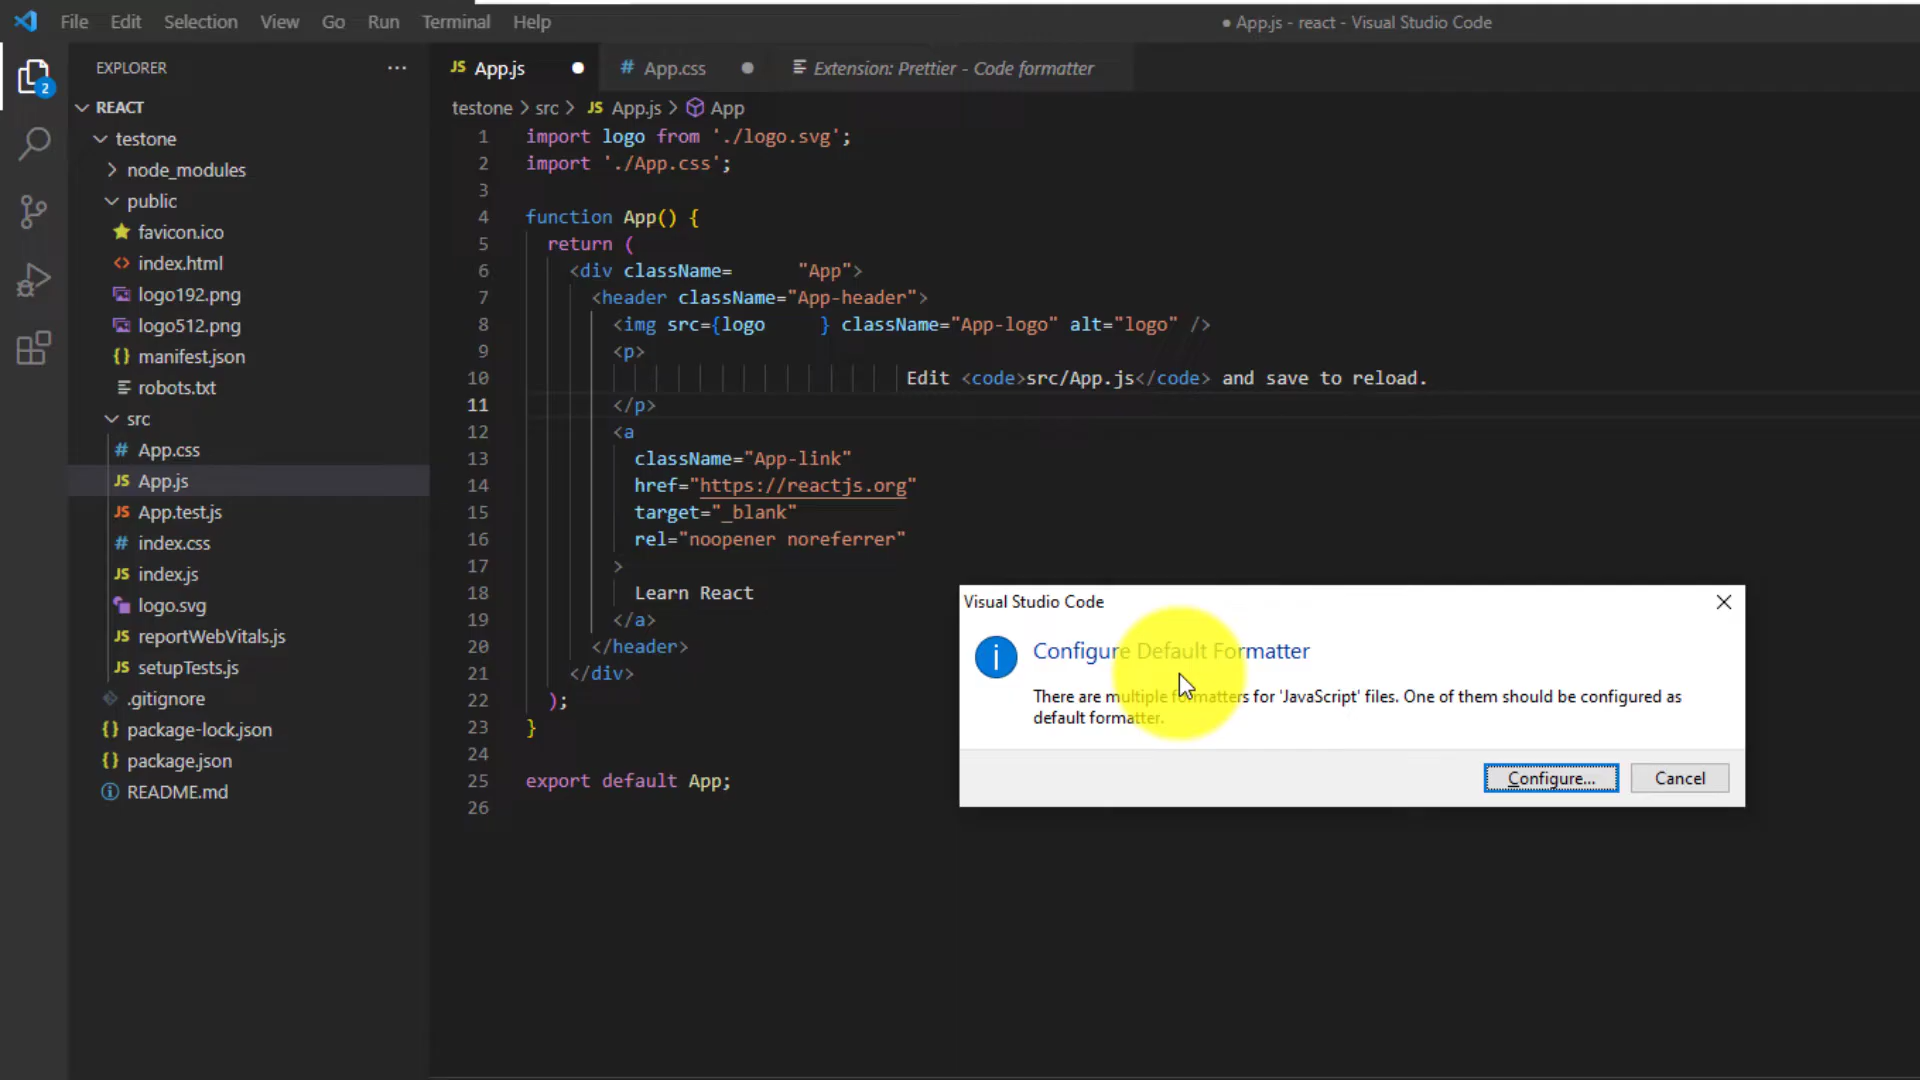 File Edit Selection View Go Run Terminal Help
● App.js - react - Visual Studio Code
2
EXPLORER ···
REACT
testone
node_modules
public
favicon.ico
index.html
logo192.png
logo512.png
manifest.json
robots.txt
src
App.css
App.js
App.test.js
index.css
index.js
logo.svg
reportWebVitals.js
setupTests.js
.gitignore
package-lock.json
package.json
README.md
JS App.js ● # App.css ● Extension: Prettier - Code formatter
testone > src > JS App.js > App
1 import logo from './logo.svg';
2 import './App.css';
3
4 function App() {
5 return (
6 <div className=      "App">
7 <header className="App-header">
8 <img src={logo     } className="App-logo" alt="logo" />
9 <p>
10 Edit <code>src/App.js</code> and save to reload.
11 </p>
12 <a
13 className="App-link"
14 href="https://reactjs.org"
15 target="_blank"
16 rel="noopener noreferrer"
17 >
18 Learn React
19 </a>
20 </header>
21 </div>
22 );
23 }
24
25 export default App;
26
Visual Studio Code
Configure Default Formatter
There are multiple formatters for 'JavaScript' files. One of them should be configured as
default formatter.
Configure... Cancel